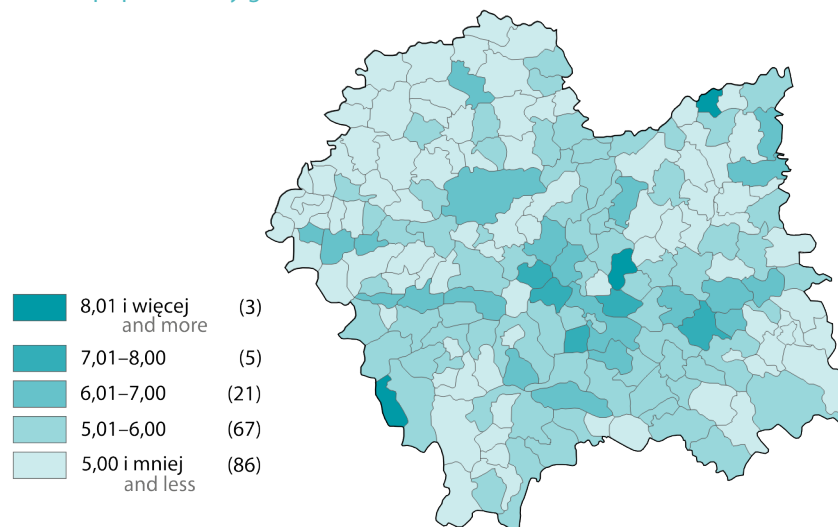 8,01 i więcej (3)
and more
7,01–8,00 (5)
6,01–7,00 (21)
5,01–6,00 (67)
5,00 i mniej (86)
and less